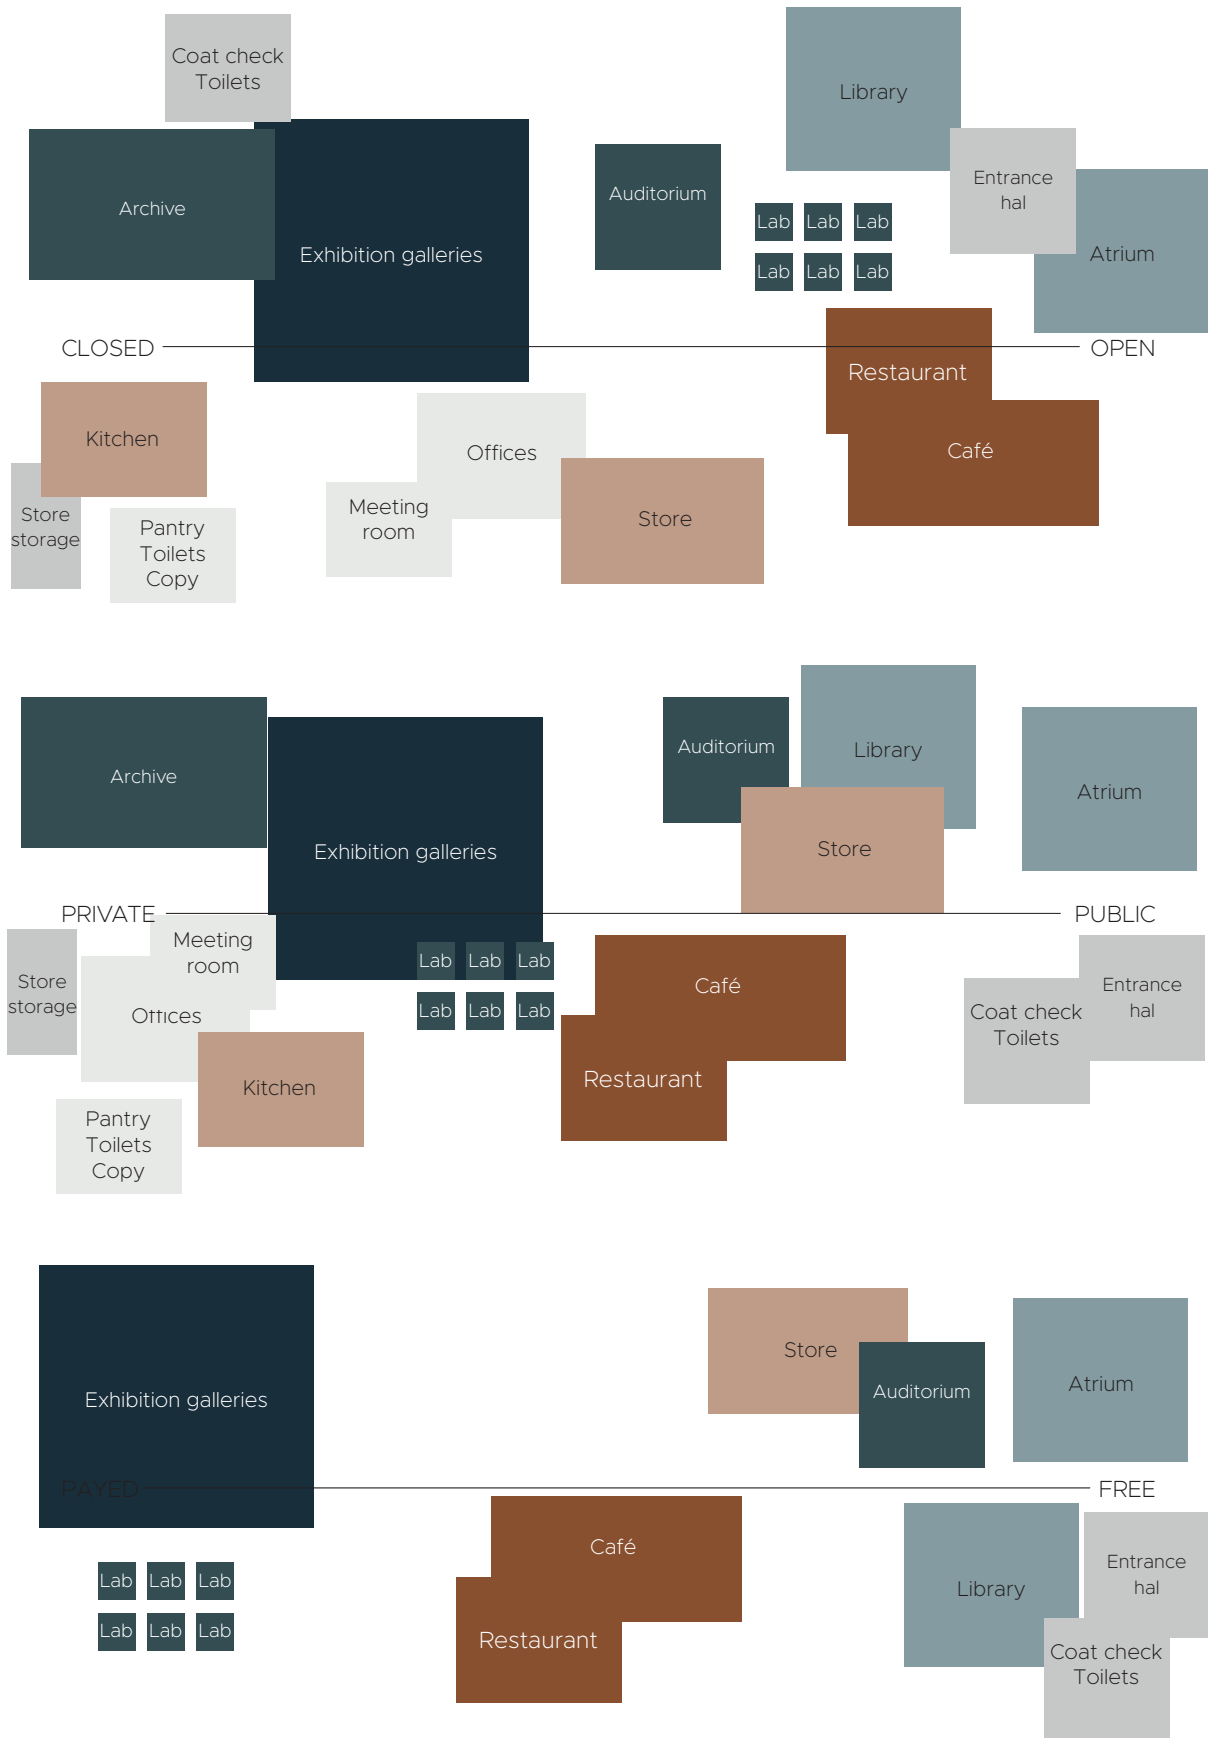 Coat check
Toilets
Library
Archive
Exhibition galleries
Auditorium
Entrance
hal
Lab Lab Lab
Lab Lab Lab
Atrium
CLOSED
OPEN
Restaurant
Kitchen
Offices
Café
Store
storage
Pantry
Toilets
Copy
Meeting
room
Store
Archive
Exhibition galleries
Auditorium
Library
Atrium
Store
PRIVATE
PUBLIC
Meeting
room
Store
storage
Offices
Lab Lab Lab
Lab Lab Lab
Café
Coat check
Toilets
Entrance
hal
Kitchen
Restaurant
Pantry
Toilets
Copy
Exhibition galleries
Store
Auditorium
Atrium
PAYED
FREE
Café
Lab Lab Lab
Lab Lab Lab
Library
Entrance
hal
Restaurant
Coat check
Toilets